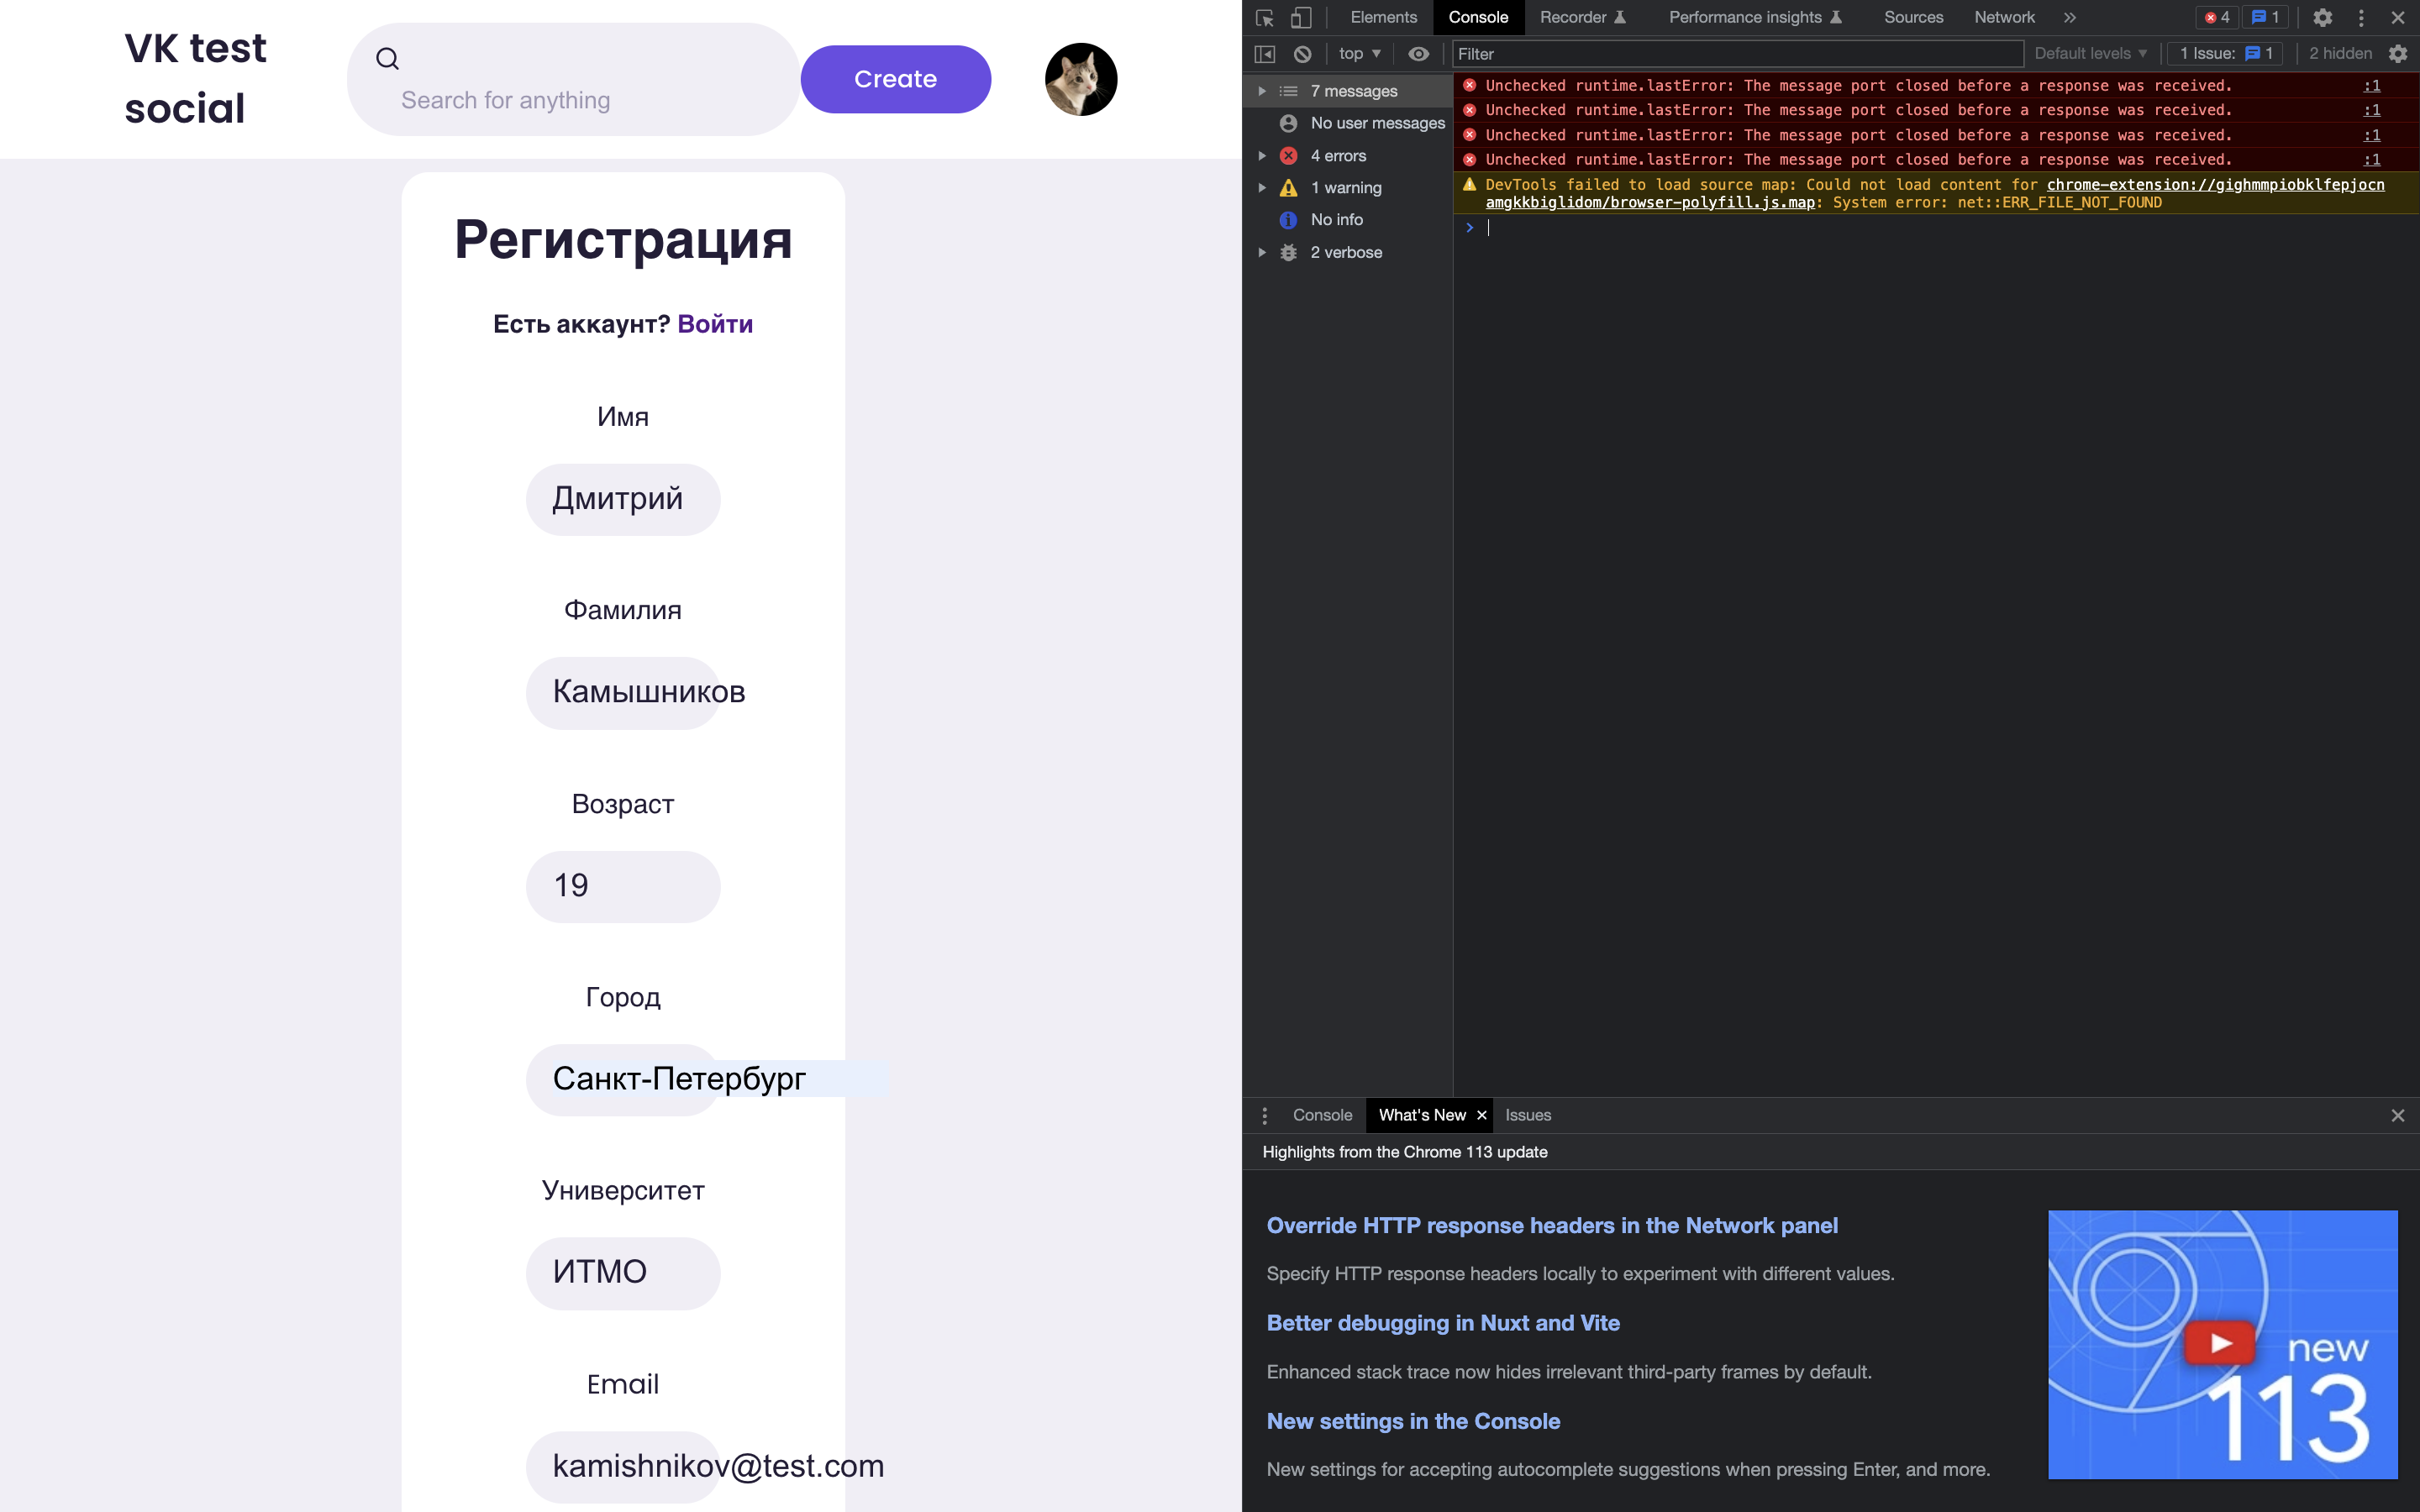 VK test
social
Search for anything
Create
Регистрация
Есть аккаунт? Войти
Имя
Дмитрий
Фамилия
Камышников
Возраст
19
Город
Санкт-Петербург
Университет
ИТМО
Email
kamishnikov@test.com
Elements
Console
Recorder
Performance insights
Sources
Network
4
1
top
Filter
Default levels
1 Issue: 1
2 hidden
7 messages
No user messages
4 errors
1 warning
No info
2 verbose
Unchecked runtime.lastError: The message port closed before a response was received. :1
Unchecked runtime.lastError: The message port closed before a response was received. :1
Unchecked runtime.lastError: The message port closed before a response was received. :1
Unchecked runtime.lastError: The message port closed before a response was received. :1
DevTools failed to load source map: Could not load content for chrome-extension://gighmmpiobklfepjocn
amgkkbiglidom/browser-polyfill.js.map: System error: net::ERR_FILE_NOT_FOUND
Console
What's New
Issues
Highlights from the Chrome 113 update
Override HTTP response headers in the Network panel
Specify HTTP response headers locally to experiment with different values.
Better debugging in Nuxt and Vite
Enhanced stack trace now hides irrelevant third-party frames by default.
New settings in the Console
New settings for accepting autocomplete suggestions when pressing Enter, and more.
new
113